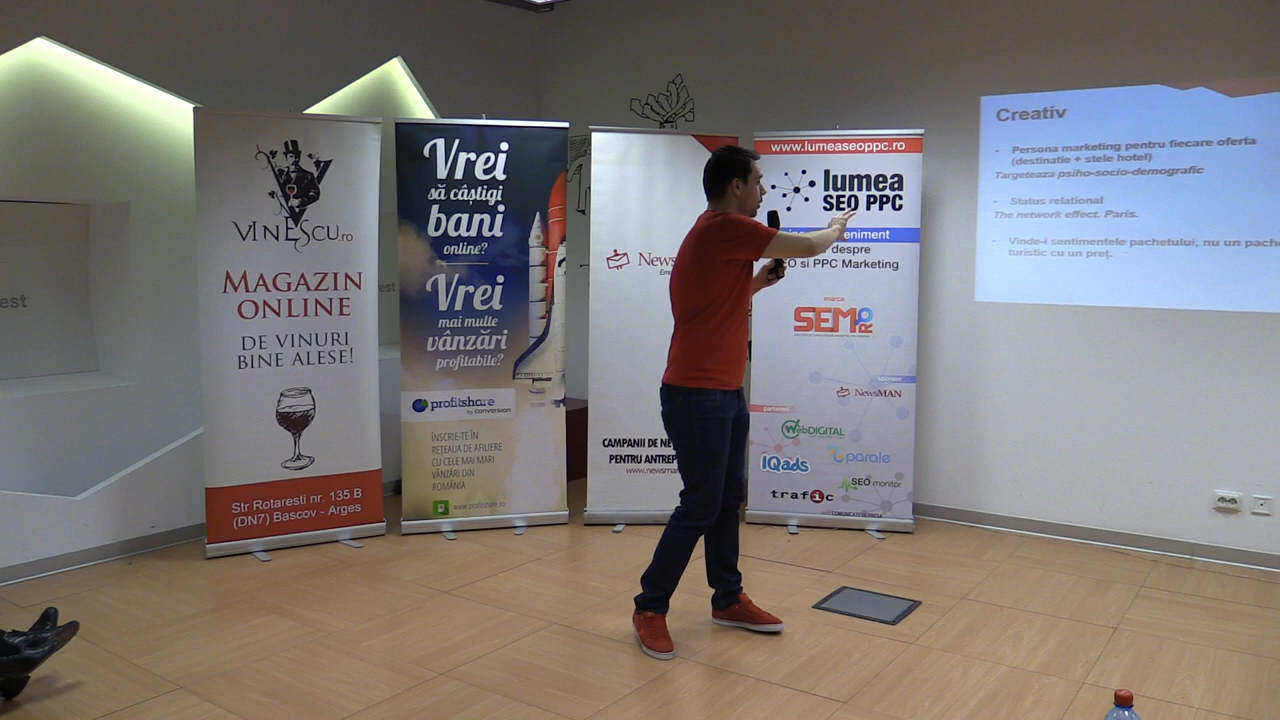 est
VINEScu.ro
MAGAZIN
ONLINE
DE VINURI
BINE ALESE!
Str Rotaresti nr. 135 B
(DN7) Bascov - Arges
est
Vrei
să câștigi
bani
online?
Vrei
mai multe
vânzări
profitabile?
profitshare
by conversion
ÎNSCRIE-TE ÎN
REȚEAUA DE AFILIERE
CU CELE MAI MARI
VÂNZĂRI DIN
ROMÂNIA
www.profitshare.ro
News
CAMPANII DE NE
PENTRU ANTREP
www.newsma
www.lumeaseoppc.ro
lumea
SEO PPC
eniment
despre
O si PPC Marketing
marca
SEM RO
sponsor
NewsMAN
parteneri
WebDIGITAL
IQads
parale
SEO monitor
trafic
Creativ
- Persona marketing pentru fiecare oferta
(destinatie + stele hotel)
Targeteaza psiho-socio-demografic
- Status relational
The network effect. Paris.
- Vinde-i sentimentele pachetului, nu un pach
turistic cu un preț.